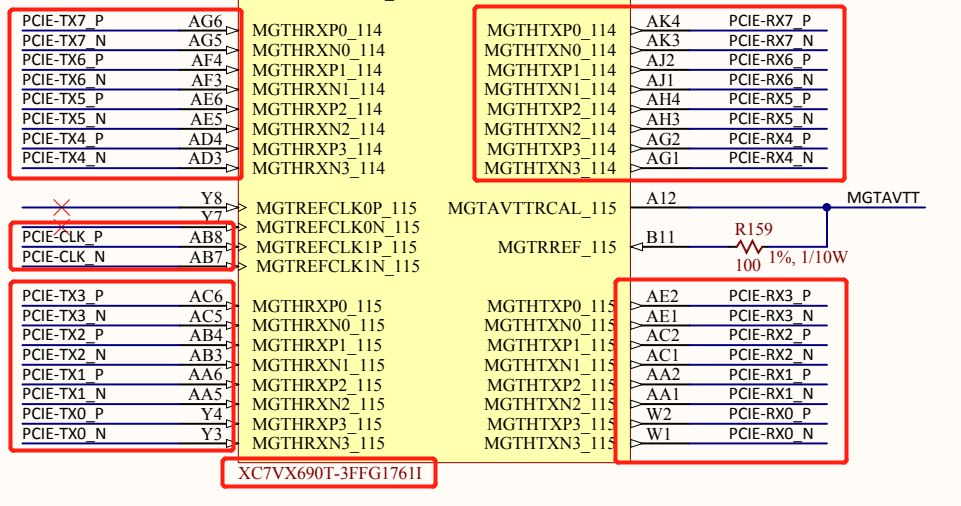 PCIE-TX7_P AG6 MGTHRXP0_114 MGTHTXP0_114 AK4 PCIE-RX7_P
PCIE-TX7_N AG5 MGTHRXN0_114 MGTHTXN0_114 AK3 PCIE-RX7_N
PCIE-TX6_P AF4 MGTHRXP1_114 MGTHTXP1_114 AJ2 PCIE-RX6_P
PCIE-TX6_N AF3 MGTHRXN1_114 MGTHTXN1_114 AJ1 PCIE-RX6_N
PCIE-TX5_P AE6 MGTHRXP2_114 MGTHTXP2_114 AH4 PCIE-RX5_P
PCIE-TX5_N AE5 MGTHRXN2_114 MGTHTXN2_114 AH3 PCIE-RX5_N
PCIE-TX4_P AD4 MGTHRXP3_114 MGTHTXP3_114 AG2 PCIE-RX4_P
PCIE-TX4_N AD3 MGTHRXN3_114 MGTHTXN3_114 AG1 PCIE-RX4_N
Y8 MGTREFCLK0P_115 MGTAVTTRCAL_115 A12 MGTAVTT
Y7 MGTREFCLK0N_115
PCIE-CLK_P AB8 MGTREFCLK1P_115 MGTRREF_115 B11 R159
PCIE-CLK_N AB7 MGTREFCLK1N_115 100 1%, 1/10W
PCIE-TX3_P AC6 MGTHRXP0_115 MGTHTXP0_115 AE2 PCIE-RX3_P
PCIE-TX3_N AC5 MGTHRXN0_115 MGTHTXN0_115 AE1 PCIE-RX3_N
PCIE-TX2_P AB4 MGTHRXP1_115 MGTHTXP1_115 AC2 PCIE-RX2_P
PCIE-TX2_N AB3 MGTHRXN1_115 MGTHTXN1_115 AC1 PCIE-RX2_N
PCIE-TX1_P AA6 MGTHRXP2_115 MGTHTXP2_115 AA2 PCIE-RX1_P
PCIE-TX1_N AA5 MGTHRXN2_115 MGTHTXN2_115 AA1 PCIE-RX1_N
PCIE-TX0_P Y4 MGTHRXP3_115 MGTHTXP3_115 W2 PCIE-RX0_P
PCIE-TX0_N Y3 MGTHRXN3_115 MGTHTXN3_115 W1 PCIE-RX0_N
XC7VX690T-3FFG1761I